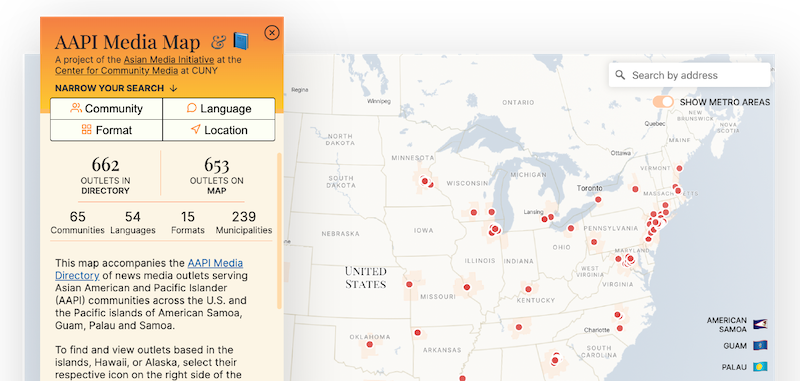 AAPI Media Map &
A project of the Asian Media Initiative at the
Center for Community Media at CUNY
NARROW YOUR SEARCH ↓
Community
Language
Format
Location
662
OUTLETS IN
DIRECTORY
653
OUTLETS ON
MAP
65
Communities
54
Languages
15
Formats
239
Municipalities
This map accompanies the AAPI Media
Directory of news media outlets serving
Asian American and Pacific Islander
(AAPI) communities across the U.S. and
the Pacific islands of American Samoa,
Guam, Palau and Samoa.
To find and view outlets based in the
islands, Hawaii, or Alaska, select their
respective icon on the right side of the
Search by address
SHOW METRO AREAS
Regina
Winnipeg
ONTARIO
Quebec
NEW
BRUNSWICK
NOVA
SCOTIA
MAINE
Ottawa
VERMONT
NORTH
DAKOTA
MINNESOTA
SOUTH
DAKOTA
WISCONSIN
MICHIGAN
Toronto
Lansing
MASSACHUSETTS
NEBRASKA
IOWA
PENNSYLVANIA
OHIO
MARYLAND
ILLINOIS
INDIANA
WEST
VIRGINIA
VIRGINIA
UNITED
STATES
MISSOURI
KENTUCKY
OKLAHOMA
ARKANSAS
Charlotte
SOUTH
CAROLINA
AMERICAN
SAMOA
GUAM
PALAU